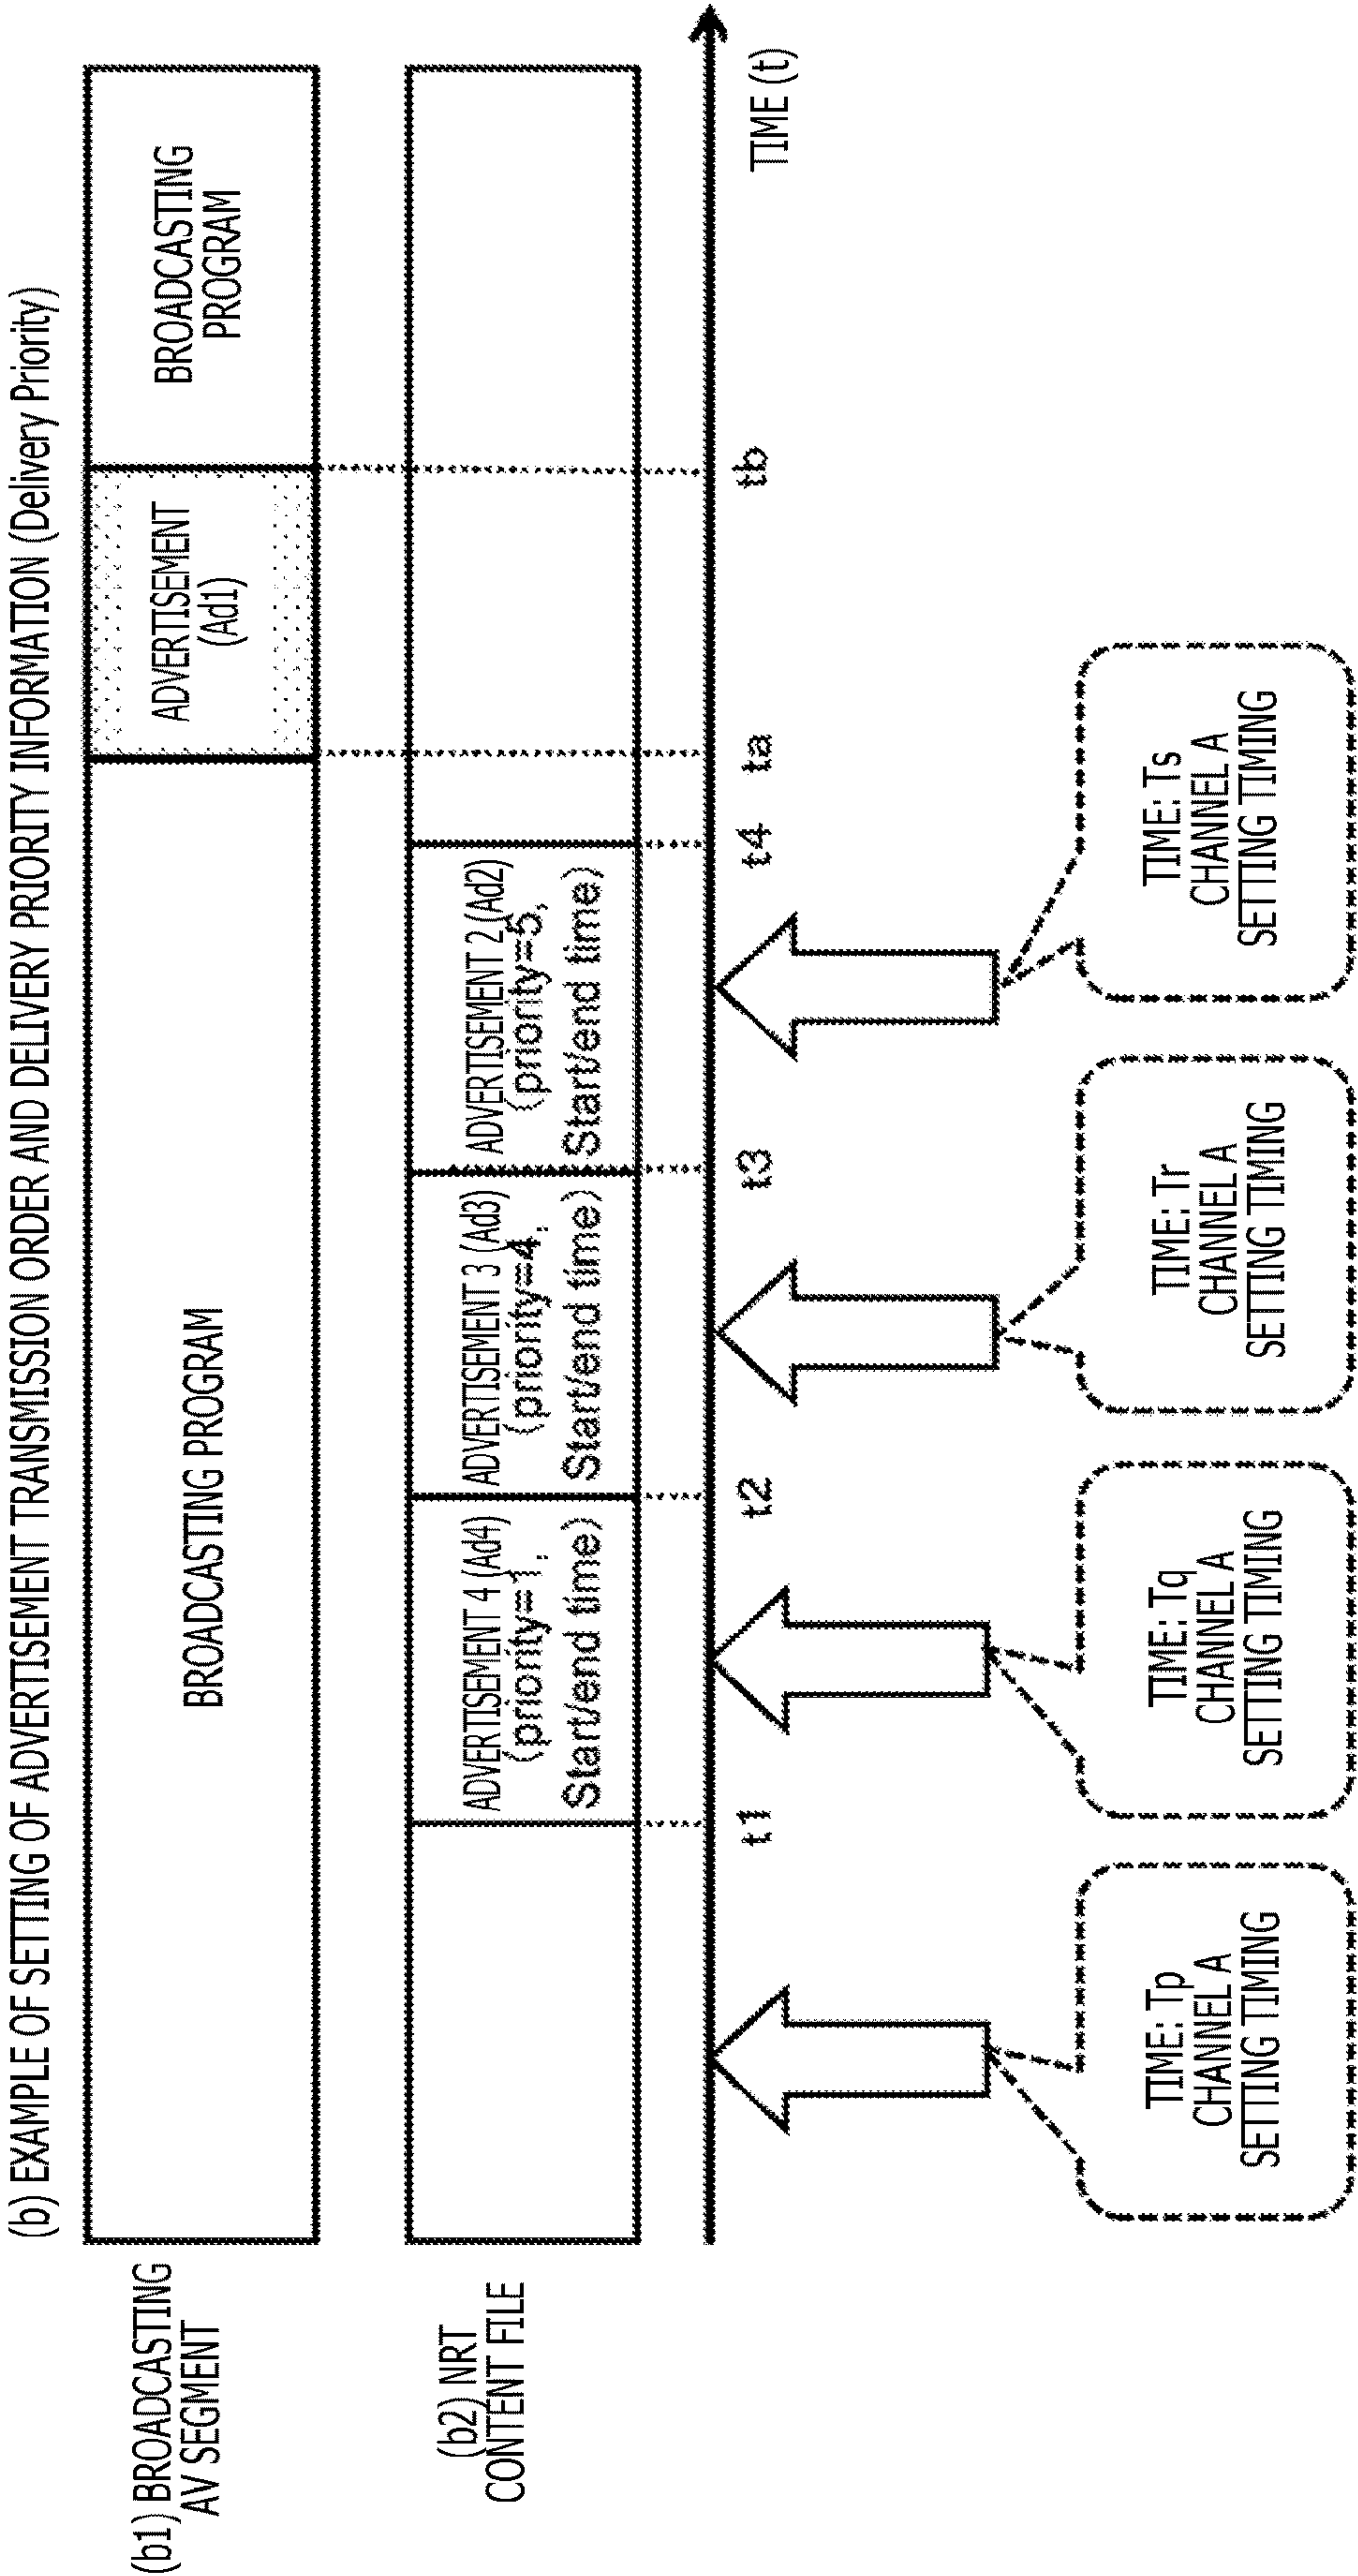 (b) EXAMPLE OF SETTING OF ADVERTISEMENT TRANSMISSION ORDER AND DELIVERY PRIORITY INFORMATION (Delivery Priority)
(b1) BROADCASTING
AV SEGMENT
BROADCASTING PROGRAM
ADVERTISEMENT
(Ad1)
BROADCASTING
PROGRAM
(b2) NRT
CONTENT FILE
ADVERTISEMENT 4 (Ad4)
(priority=1,
Start/end time)
ADVERTISEMENT 3 (Ad3)
(priority=4,
Start/end time)
ADVERTISEMENT 2 (Ad2)
(priority=5,
Start/end time)
t1
t2
t3
t4
ta
tb
TIME (t)
TIME: Tp
CHANNEL A
SETTING TIMING
TIME: Tq
CHANNEL A
SETTING TIMING
TIME: Tr
CHANNEL A
SETTING TIMING
TIME: Ts
CHANNEL A
SETTING TIMING